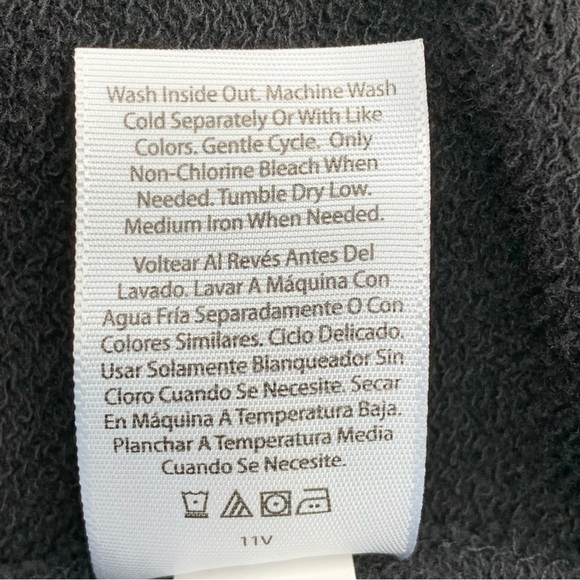 Wash Inside Out. Machine Wash
Cold Separately Or With Like
Colors. Gentle Cycle. Only
Non-Chlorine Bleach When
Needed. Tumble Dry Low.
Medium Iron When Needed.
Voltear Al Revés Antes Del
Lavado. Lavar A Máquina Con
Agua Fría Separadamente O Con
Colores Similares. Ciclo Delicado.
Usar Solamente Blanqueador Sin
Cloro Cuando Se Necesite. Secar
En Máquina A Temperatura Baja.
Planchar A Temperatura Media
Cuando Se Necesite.
11V